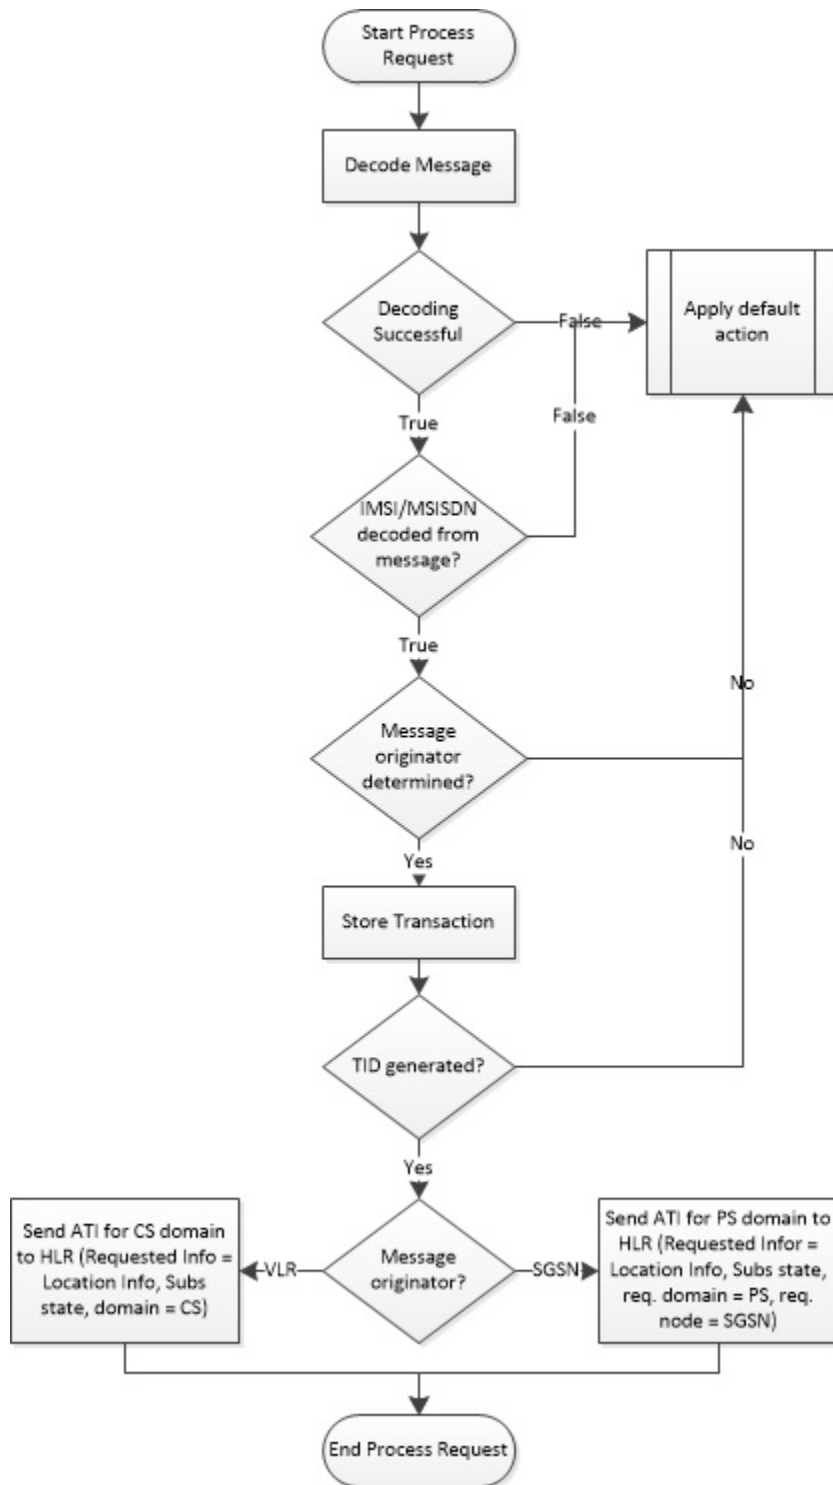 Start Process
Request
Decode Message
Decoding
Successful
False
Apply default
action
True
False
IMSI/MSISDN
decoded from
message?
True
No
Message
originator
determined?
No
Yes
Store Transaction
TID generated?
Yes
Send ATI for CS domain
to HLR (Requested Info =
Location Info, Subs
state, domain = CS)
VLR
Message
originator?
SGSN
Send ATI for PS domain to
HLR (Requested Infor =
Location Info, Subs state,
req. domain = PS, req.
node = SGSN)
End Process Request